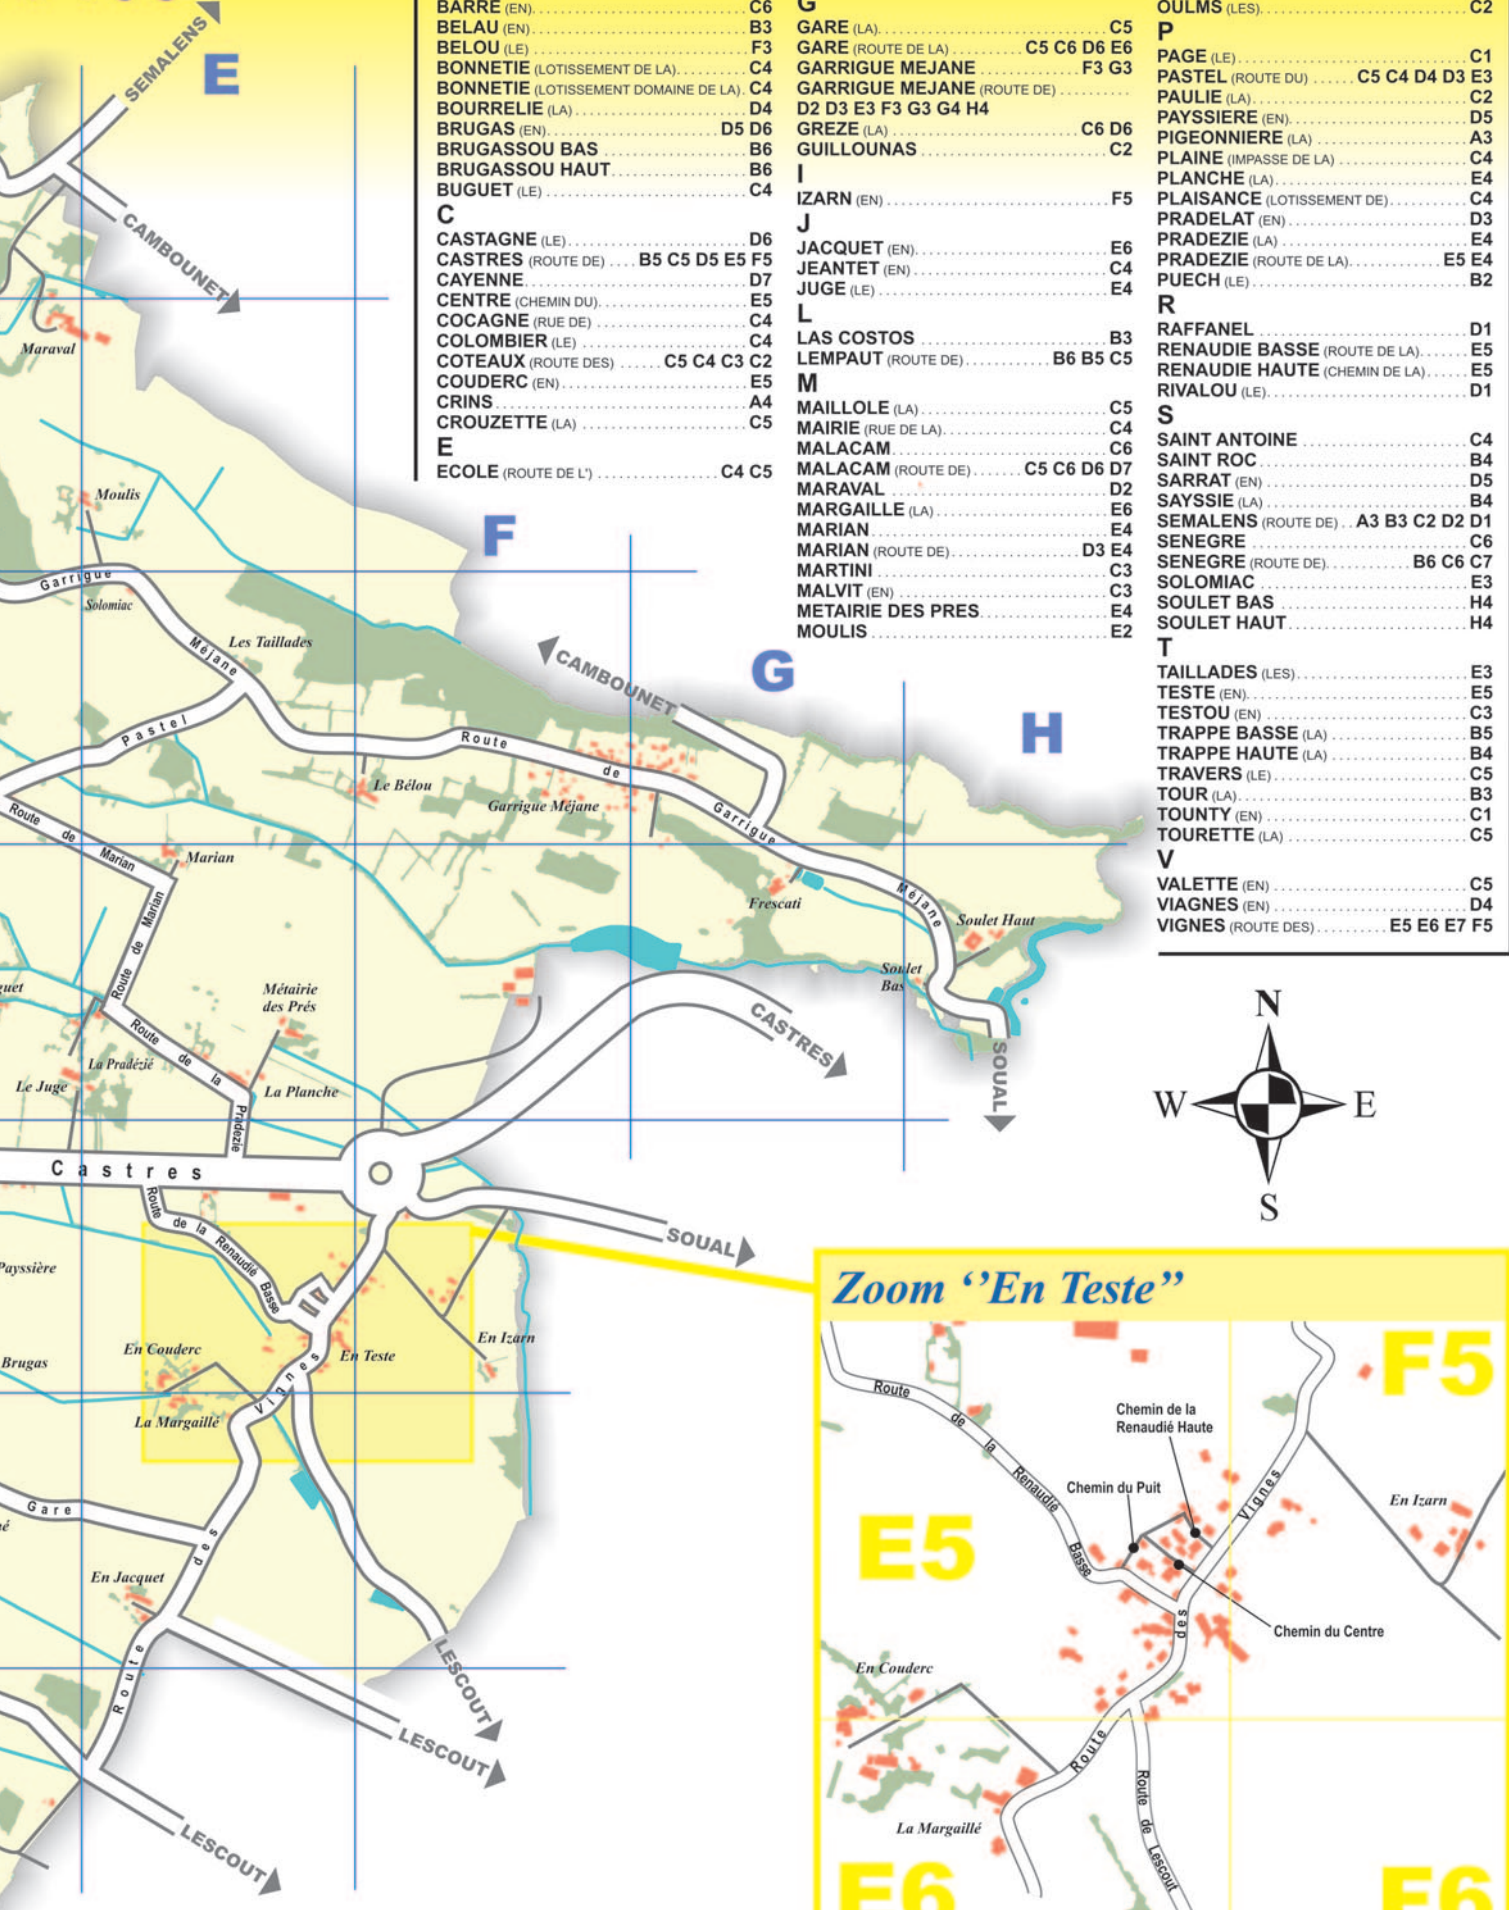 BARRE (EN) C6
BELAU (EN) B3
BELOU (LE) F3
BONNETIE (LOTISSEMENT DE LA) C4
BONNETIE (LOTISSEMENT DOMAINE DE LA) C4
BOURRELIE (LA) D4
BRUGAS (EN) D5 D6
BRUGASSOU BAS B6
BRUGASSOU HAUT B6
BUGUET (LE) C4
C
CASTAGNE (LE) D6
CASTRES (ROUTE DE) B5 C5 D5 E5 F5
CAYENNE D7
CENTRE (CHEMIN DU) E5
COCAGNE (RUE DE) C4
COLOMBIER (LE) C4
COTEAUX (ROUTE DES) C5 C4 C3 C2
COUDERC (EN) E5
CRINS A4
CROUZETTE (LA) C5
E
ECOLE (ROUTE DE L') C4 C5
G
GARE (LA) C5
GARE (ROUTE DE LA) C5 C6 D6 E6
GARRIGUE MEJANE F3 G3
GARRIGUE MEJANE (ROUTE DE)
D2 D3 E3 F3 G3 G4 H4
GREZE (LA) C6 D6
GUILLOUNAS C2
I
IZARN (EN) F5
J
JACQUET (EN) E6
JEANTET (EN) C4
JUGE (LE) E4
L
LAS COSTOS B3
LEMPAUT (ROUTE DE) B6 B5 C5
M
MAILLOLE (LA) C5
MAIRIE (RUE DE LA) C4
MALACAM C6
MALACAM (ROUTE DE) C5 C6 D6 D7
MARAVAL D2
MARGAILLE (LA) E6
MARIAN E4
MARIAN (ROUTE DE) D3 E4
MARTINI C3
MALVIT (EN) C3
METAIRIE DES PRES E4
MOULIS E2
OULMS (LES) C2
P
PAGE (LE) C1
PASTEL (ROUTE DU) C5 C4 D4 D3 E3
PAULIE (LA) C2
PAYSSIERE (EN) D5
PIGEONNIERE (LA) A3
PLAINE (IMPASSE DE LA) C4
PLANCHE (LA) E4
PLAISANCE (LOTISSEMENT DE) C4
PRADELAT (EN) D3
PRADEZIE (LA) E4
PRADEZIE (ROUTE DE LA) E5 E4
PUECH (LE) B2
R
RAFFANEL D1
RENAUDIE BASSE (ROUTE DE LA) E5
RENAUDIE HAUTE (CHEMIN DE LA) E5
RIVALOU (LE) D1
S
SAINT ANTOINE C4
SAINT ROC B4
SARRAT (EN) D5
SAYSSIE (LA) B4
SEMALENS (ROUTE DE) A3 B3 C2 D2 D1
SENEGRE C6
SENEGRE (ROUTE DE) B6 C6 C7
SOLOMIAC E3
SOULET BAS H4
SOULET HAUT H4
T
TAILLADES (LES) E3
TESTE (EN) E5
TESTOU (EN) C3
TRAPPE BASSE (LA) B5
TRAPPE HAUTE (LA) B4
TRAVERS (LE) C5
TOUR (LA) B3
TOUNTY (EN) C1
TOURETTE (LA) C5
V
VALETTE (EN) C5
VIAGNES (EN) D4
VIGNES (ROUTE DES) E5 E6 E7 F5
SEMALENS
E
CAMBOUNET
Maraval
Moulis
F
Garrigue
Solomiac
Méjane
Les Taillades
Pastel
CAMBOUNET
G
H
Route
de
Garrigue
Méjane
Le Bélou
Garrigue Méjane
Route de Marian
Marian
Route de Marian
Frescati
Soulet Haut
Soulet
Bas
Métairie
des Prés
Route de la
Pradezie
La Pradézié
Le Juge
La Planche
CASTRES
SOUAL
Castres
SOUAL
Route de la Renaudié Basse
Payssière
En Couderc
En Teste
En Izarn
Brugas
La Margaillé
Gare
En Jacquet
Route des Vignes
LESCOUT
LESCOUT
LESCOUT
N
W E
S
Zoom ‘’En Teste’’
F5
Route de la Renaudié Basse
Chemin de la
Renaudié Haute
Chemin du Puit
Vignes
En Izarn
E5
des
Chemin du Centre
En Couderc
Route
Route de Lescout
La Margaillé
E6
F6